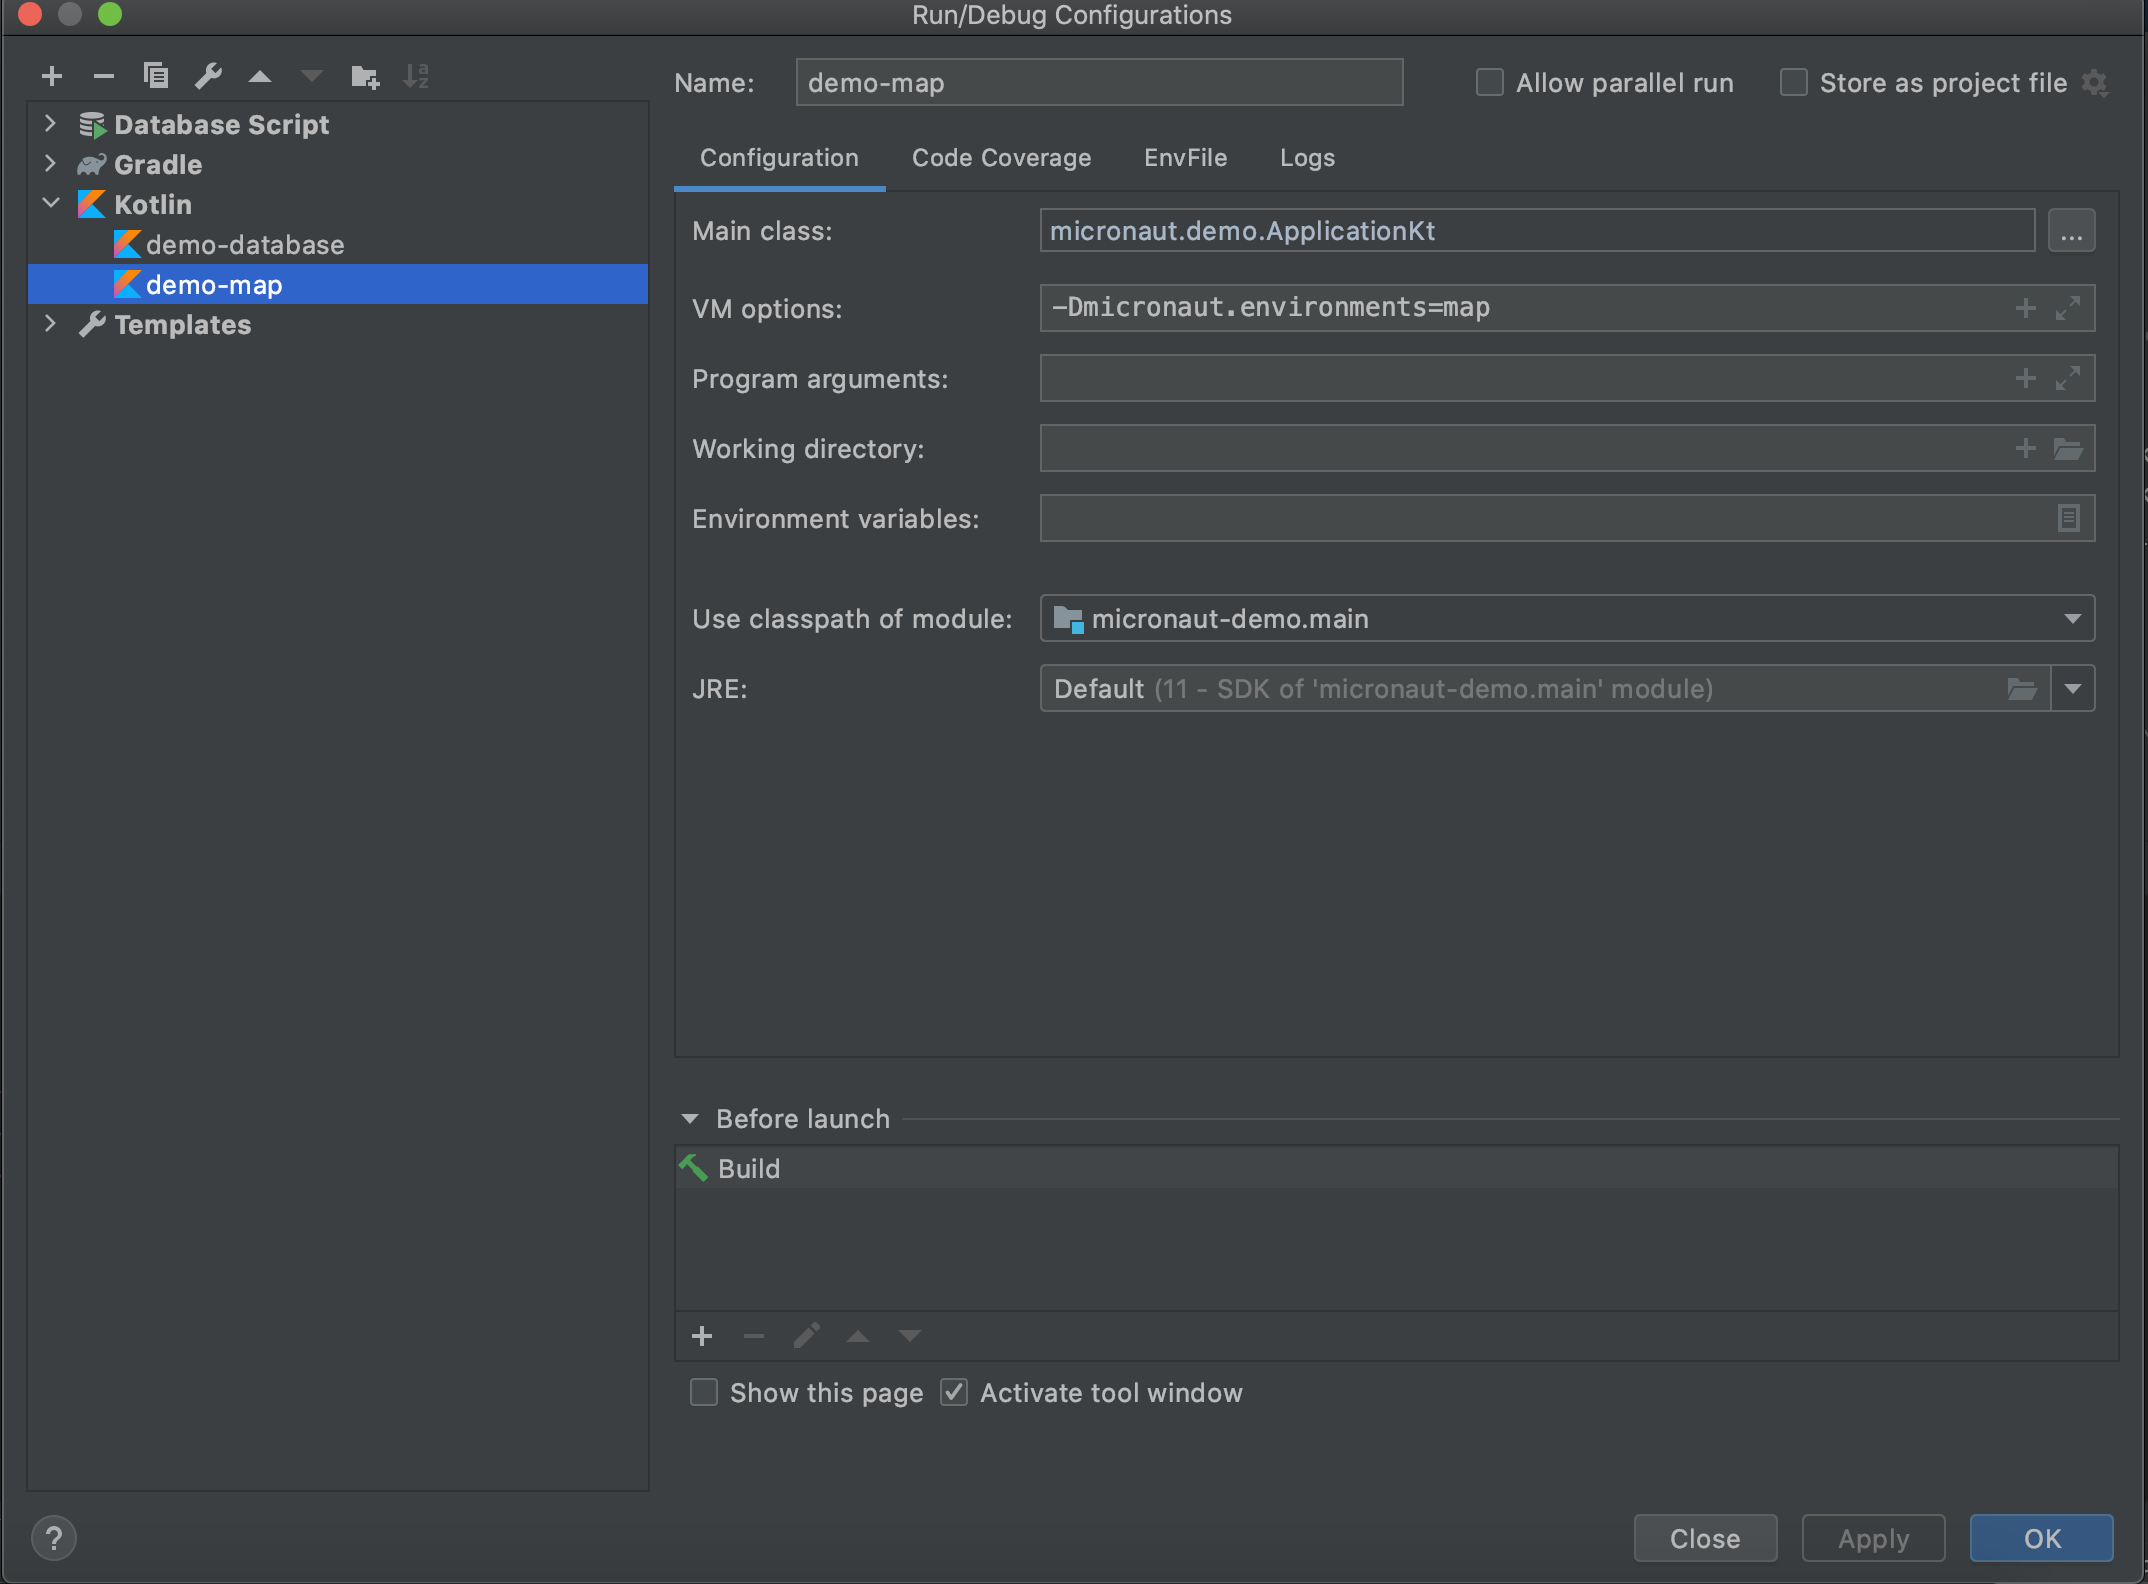 Run/Debug Configurations
Name: demo-map
Allow parallel run
Store as project file
Database Script
Gradle
Kotlin
demo-database
demo-map
Templates
Configuration Code Coverage EnvFile Logs
Main class: micronaut.demo.ApplicationKt ...
VM options: -Dmicronaut.environments=map
Program arguments:
Working directory:
Environment variables:
Use classpath of module: micronaut-demo.main
JRE: Default (11 - SDK of 'micronaut-demo.main' module)
Before launch
Build
Show this page Activate tool window
? Close Apply OK